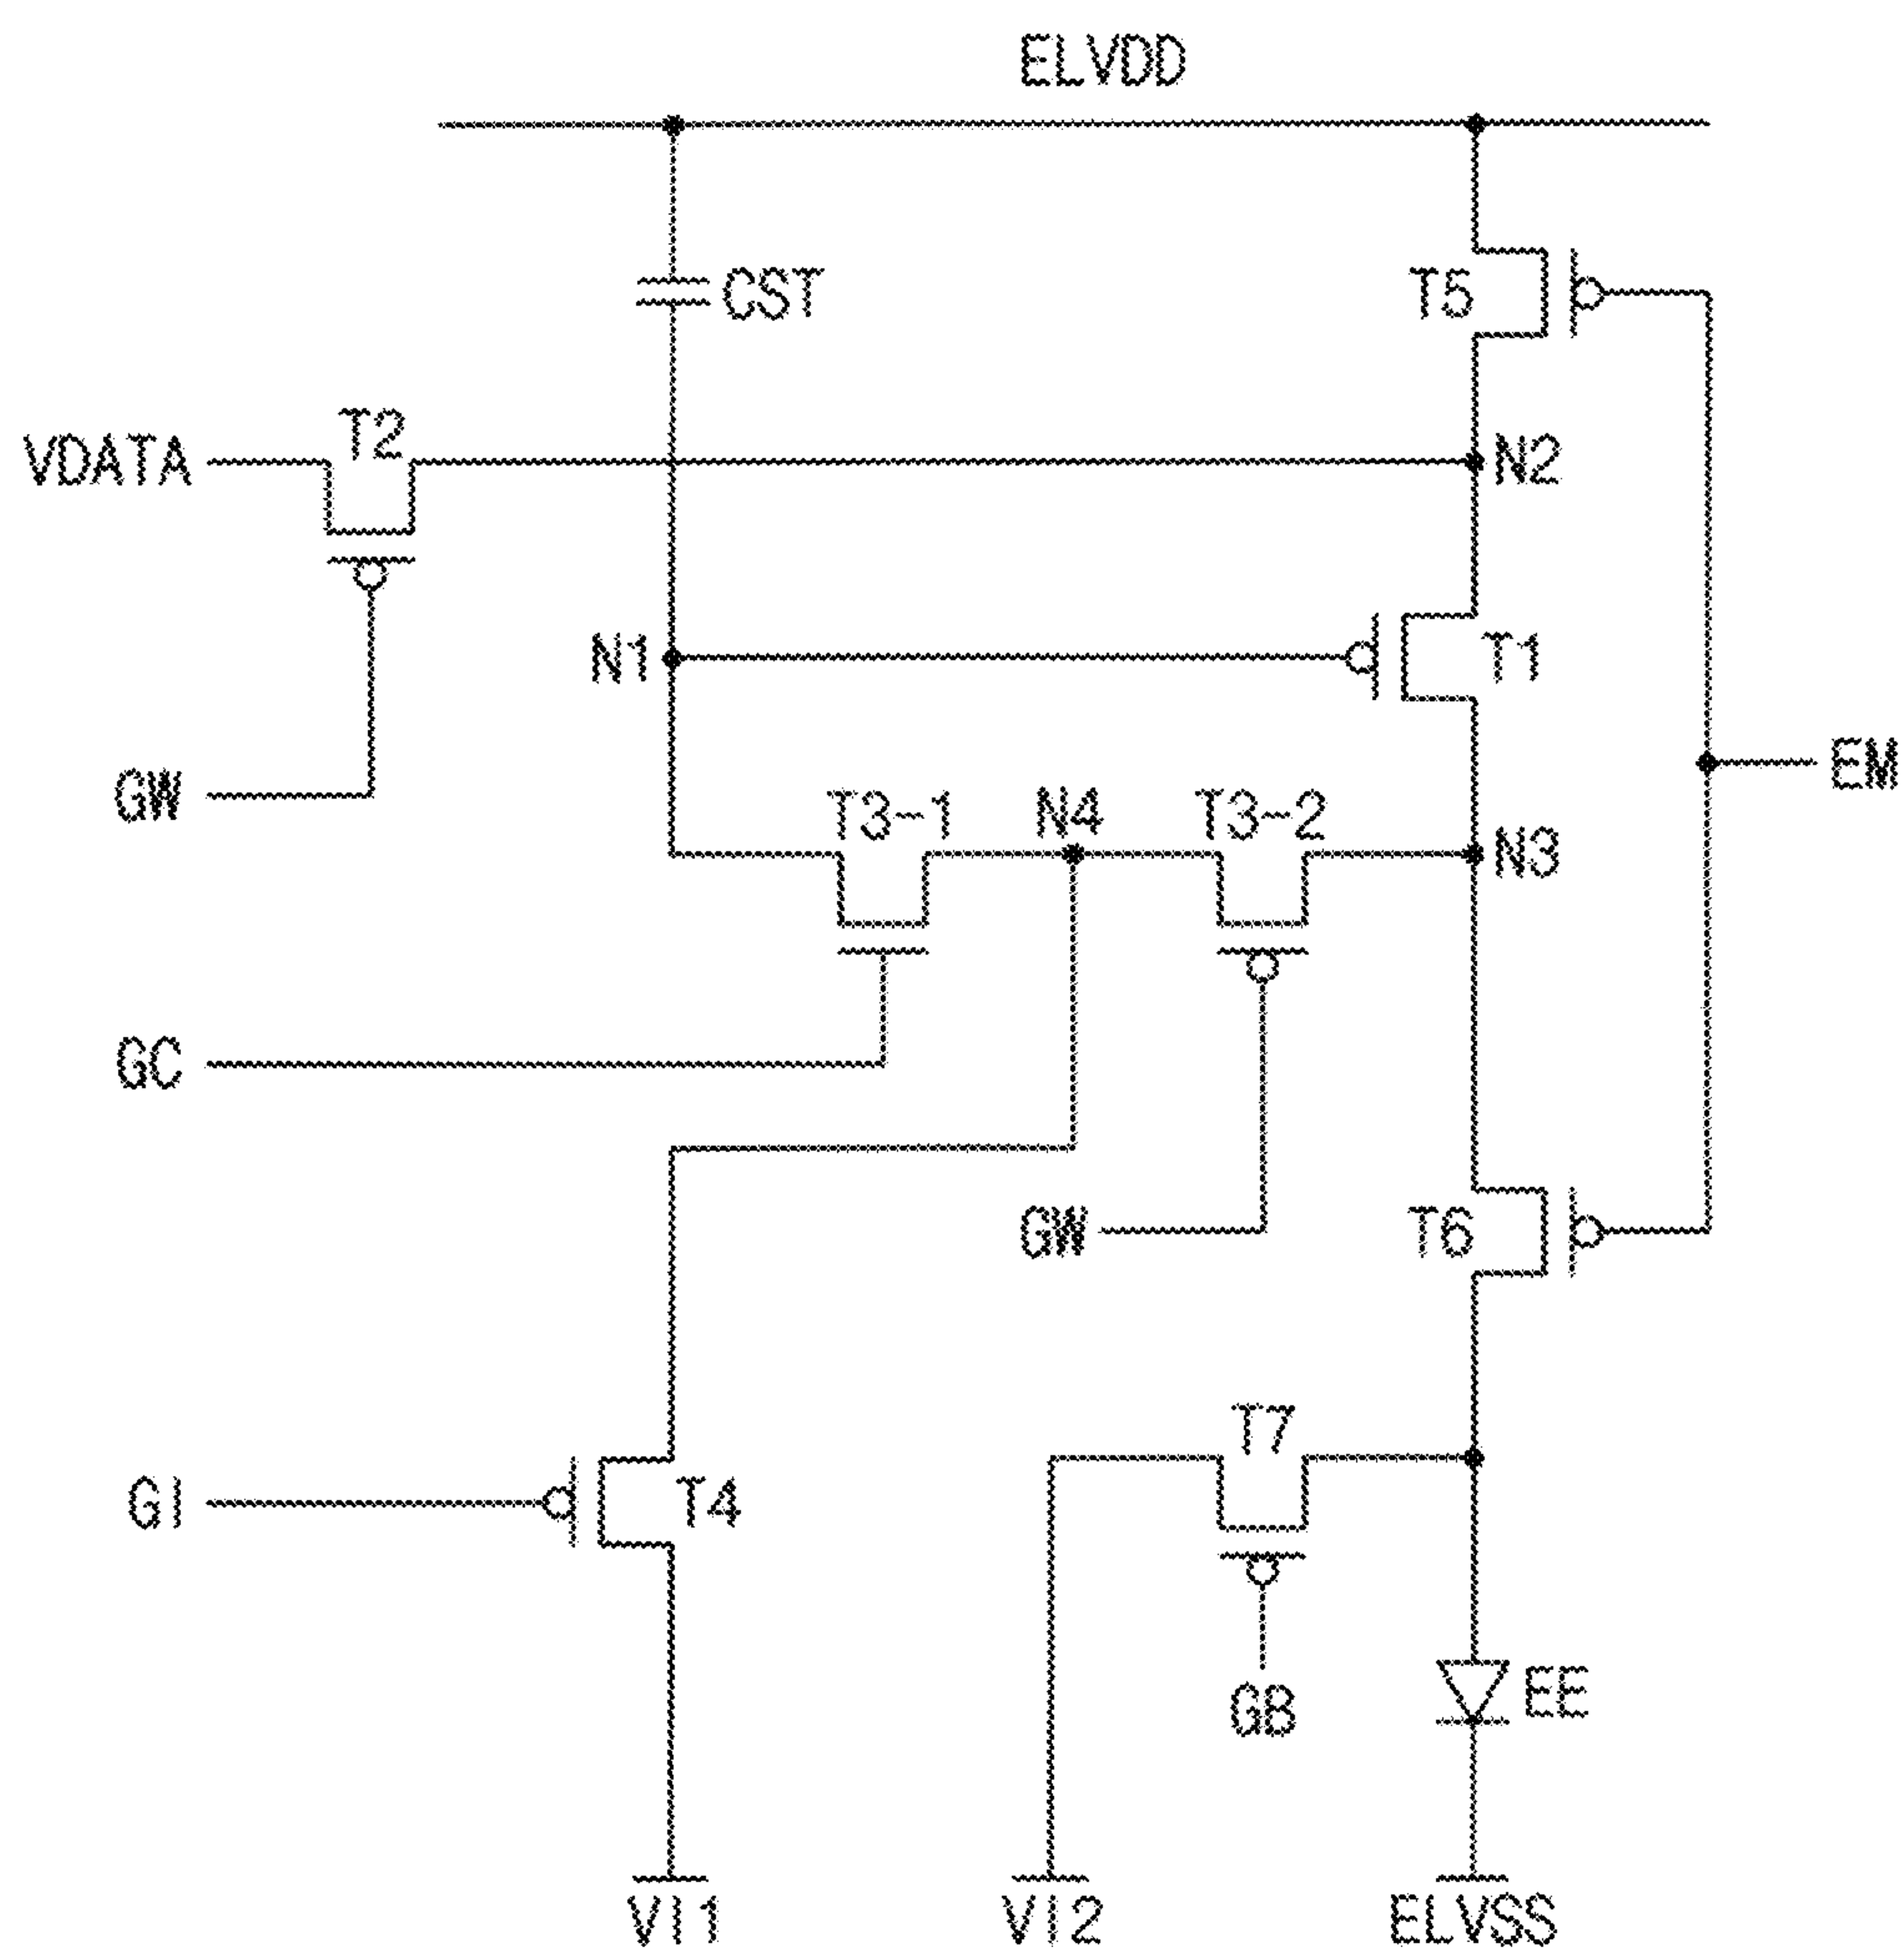 ELVDD
CST
T5
T2
VDATA
N2
N1
T1
GW
EM
T3-1
N4
T3-2
N3
GC
GW
T6
T7
GI
T4
GB
EE
VI1
VI2
ELVSS